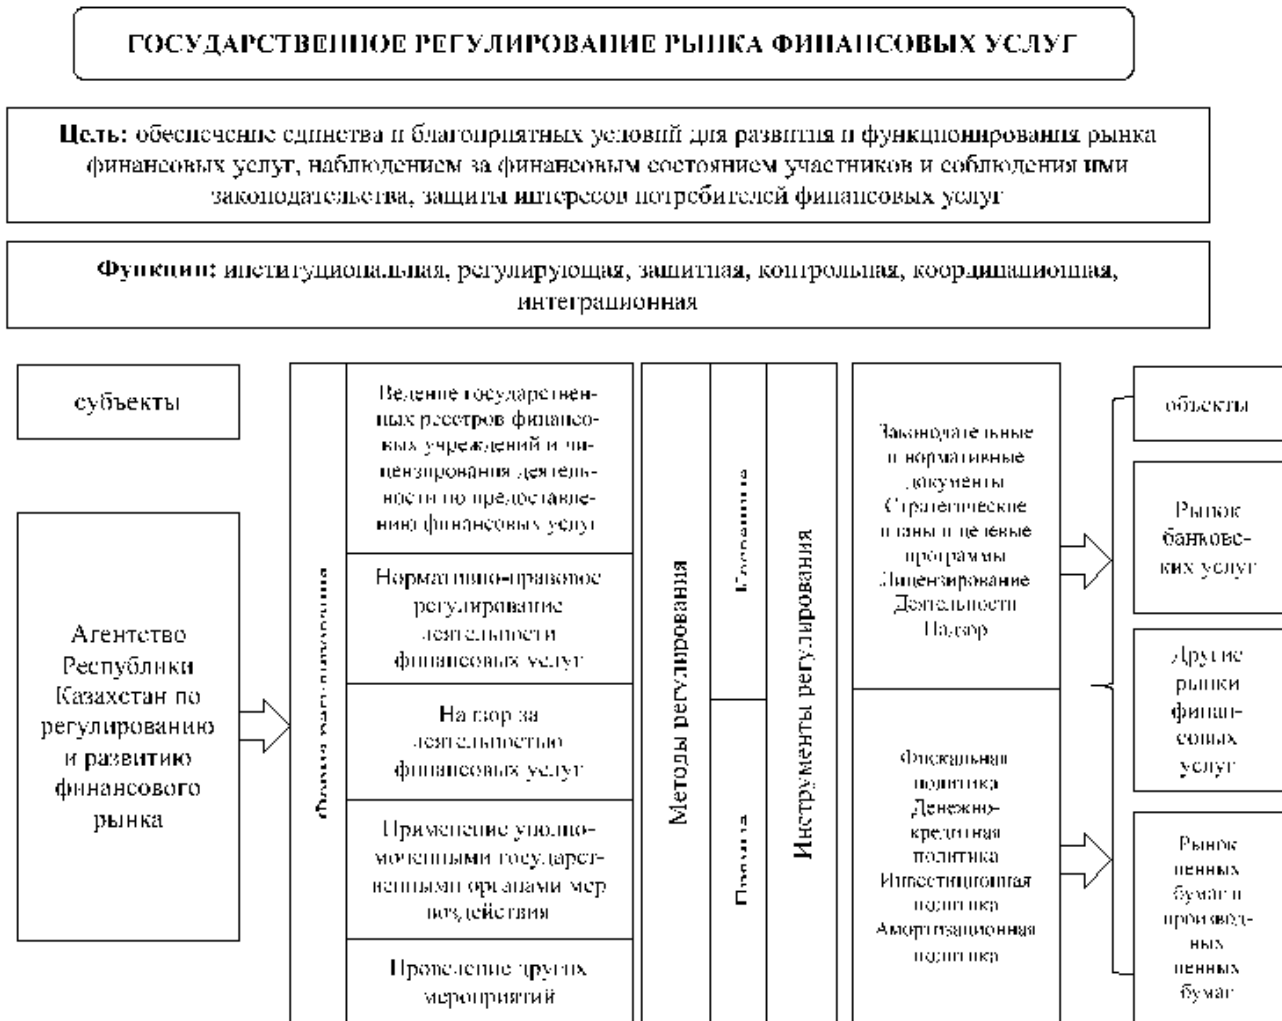 ГОСУДАРСТВЕННОЕ РЕГУЛИРОВАНИЕ РЫНКА ФИНАНСОВЫХ УСЛУГ
Цель: обеспечение единства и благоприятных условий для развития и функционирования рынка
финансовых услуг, наблюдением за финансовым состоянием участников и соблюдения ими
законодательства, защиты интересов потребителей финансовых услуг
Функции: институциональная, регулирующая, защитная, контрольная, координационная,
интеграционная
субъекты
Агентство
Республики
Казахстан по
регулированию
и развитию
финансового
рынка
Ведение государствен-
ных реестров финансо-
вых учреждений и ли-
цензирования деятель-
ности по предоставле-
нию финансовых услуг
Нормативно-правовое
регулирование
деятельности
финансовых услуг
Надзор за
деятельностью
финансовых услуг
Применение уполно-
моченными государст-
венными органами мер
воздействия
Проведение других
мероприятий
Методы регулирования
Инструменты регулирования
Законодательные
и нормативные
документы
Стратегические
планы и целевые
программы
Лицензирование
Деятельности
Надзор
Фискальная
политика
Денежно-
кредитная
политика
Инвестиционная
политика
Амортизационная
политика
объекты
Рынок
банковс-
ких услуг
Другие
рынки
финан-
совых
услуг
Рынок
ценных
бумаг и
производ-
ных
ценных
бумаг